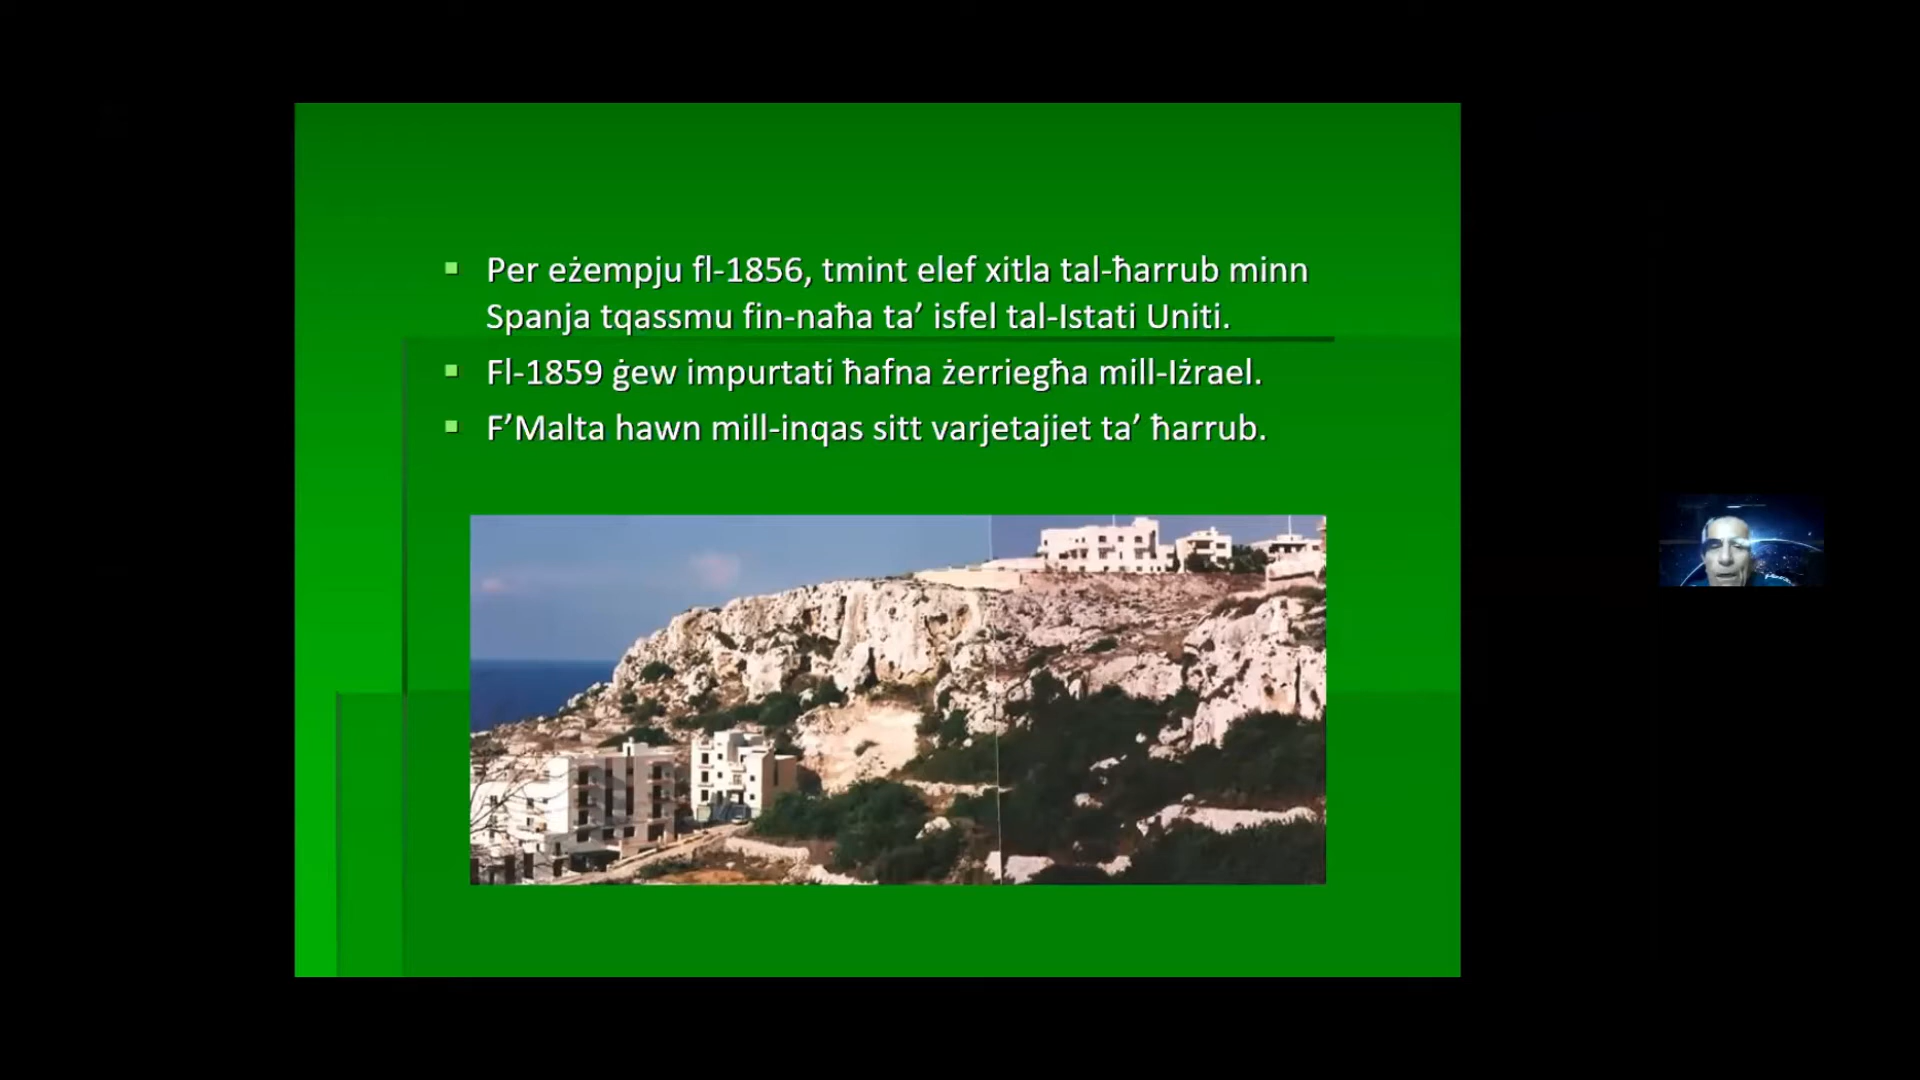 Per eżempju fl-1856, tmint elef xitla tal-ħarrub minn
Spanja tqassmu fin-naħa ta’ isfel tal-Istati Uniti.
Fl-1859 ġew impurtati ħafna żerriegħa mill-Iżrael.
F’Malta hawn mill-inqas sitt varjetajiet ta’ ħarrub.